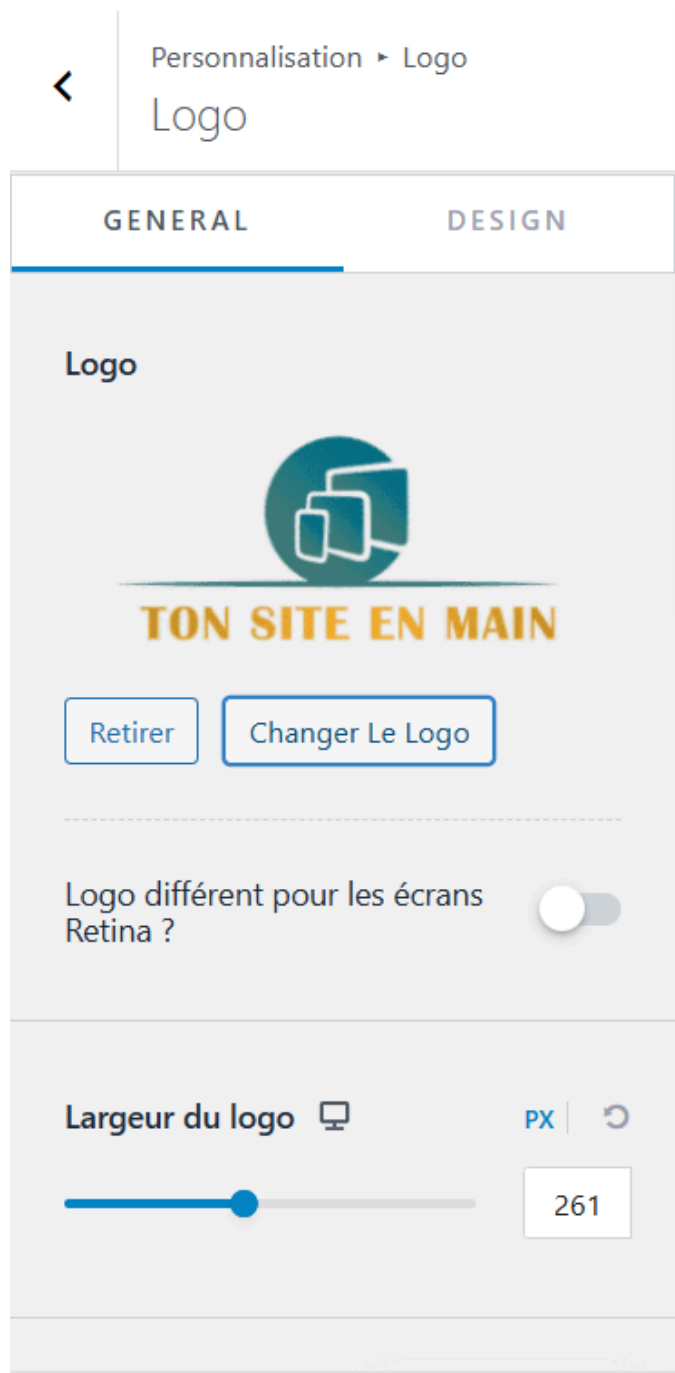 Personnalisation ▸ Logo
Logo
GENERAL DESIGN
Logo
TON SITE EN MAIN
Retirer Changer Le Logo
Logo différent pour les écrans
Retina ?
Largeur du logo PX
261